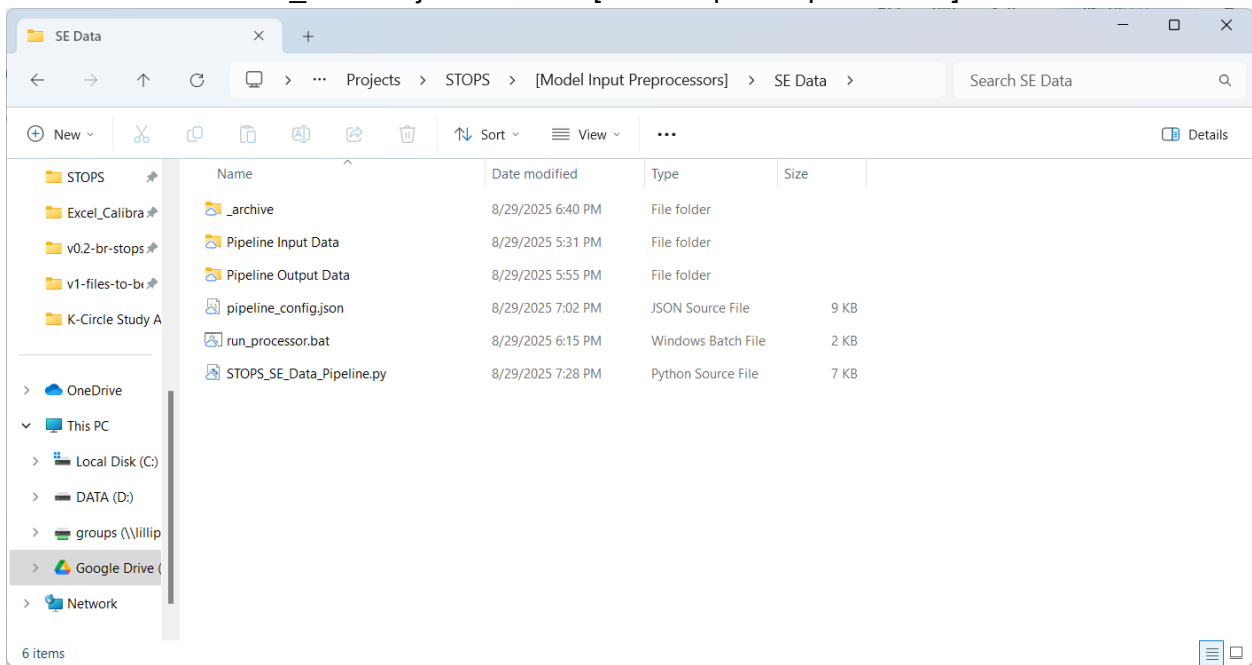 SE Data
Projects > STOPS > [Model Input Preprocessors] > SE Data >
Search SE Data
New
Sort
View
Details
STOPS
Excel_Calibra
v0.2-br-stops
v1-files-to-be
K-Circle Study A
OneDrive
This PC
Local Disk (C:)
DATA (D:)
groups (\\lillip
Google Drive (
Network
Name Date modified Type Size
_archive 8/29/2025 6:40 PM File folder
Pipeline Input Data 8/29/2025 5:31 PM File folder
Pipeline Output Data 8/29/2025 5:55 PM File folder
pipeline_config.json 8/29/2025 7:02 PM JSON Source File 9 KB
run_processor.bat 8/29/2025 6:15 PM Windows Batch File 2 KB
STOPS_SE_Data_Pipeline.py 8/29/2025 7:28 PM Python Source File 7 KB
6 items